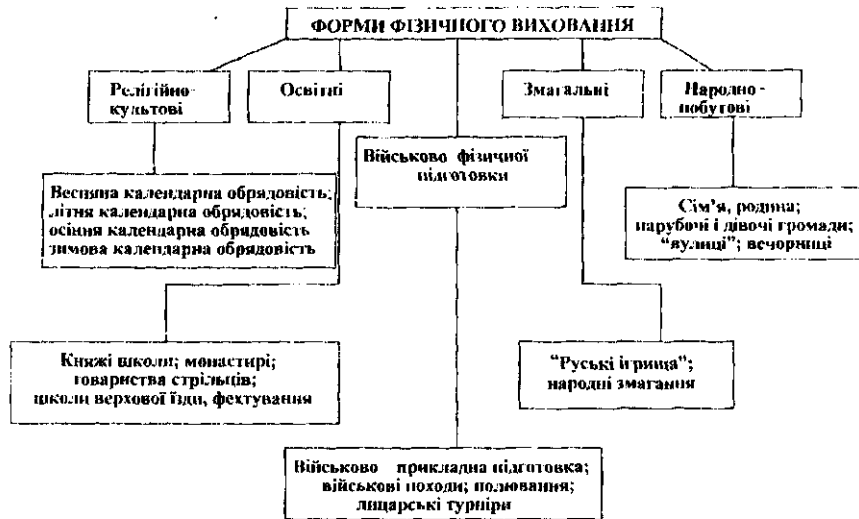 ФОРМИ ФІЗИЧНОГО ВИХОВАННЯ
Релігійно-
культові
Освітні
Змагальні
Народно-
побутові
Військово фізичної
підготовки
Весняна календарна обрядовість;
літня календарна обрядовість;
осіння календарна обрядовість
зимова календарна обрядовість
Сім'я, родина;
парубочі і дівочі громади;
“вулиці”; вечорниці
Княжі школи; монастирі;
товариства стрільців;
школи верхової їзди, фехтування
“Руські ігрища”;
народні змагання
Військово прикладна підготовка;
військові походи; полювання;
лицарські турніри